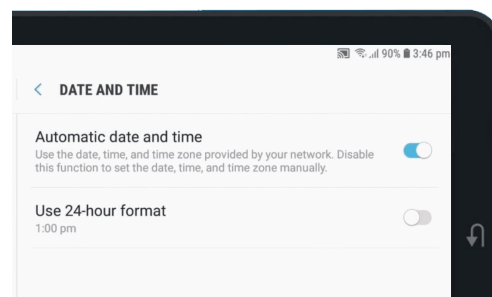 90% 3:46 pm
DATE AND TIME
Automatic date and time
Use the date, time, and time zone provided by your network. Disable
this function to set the date, time, and time zone manually.
Use 24-hour format
1:00 pm